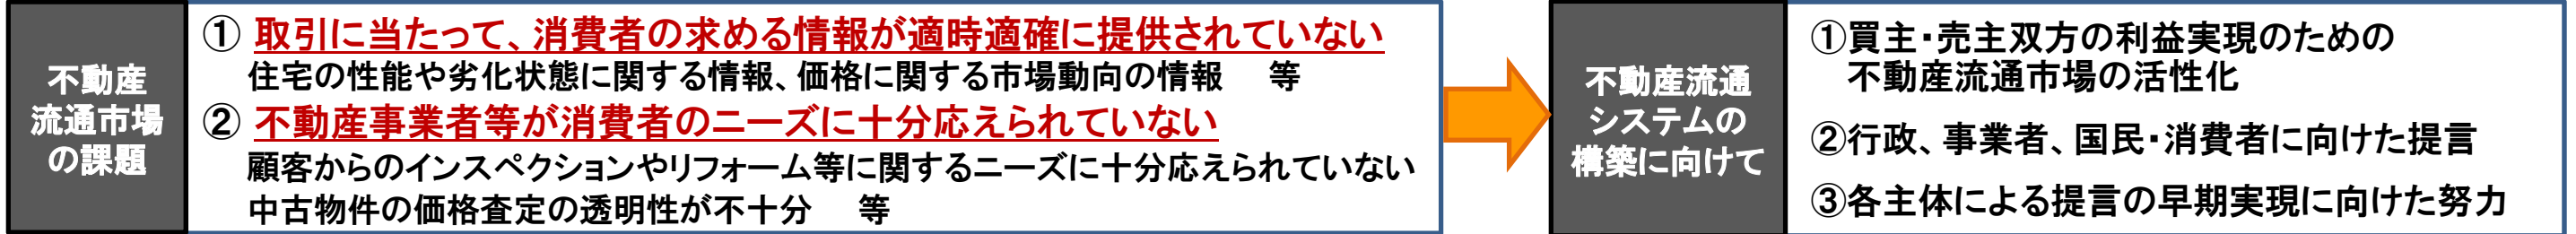 不動産
流通市場
の課題
① 取引に当たって、消費者の求める情報が適時適確に提供されていない
住宅の性能や劣化状態に関する情報、価格に関する市場動向の情報　等
② 不動産事業者等が消費者のニーズに十分応えられていない
顧客からのインスペクションやリフォーム等に関するニーズに十分応えられていない
中古物件の価格査定の透明性が不十分　等
不動産流通
システムの
構築に向けて
①買主・売主双方の利益実現のための
不動産流通市場の活性化
②行政、事業者、国民・消費者に向けた提言
③各主体による提言の早期実現に向けた努力